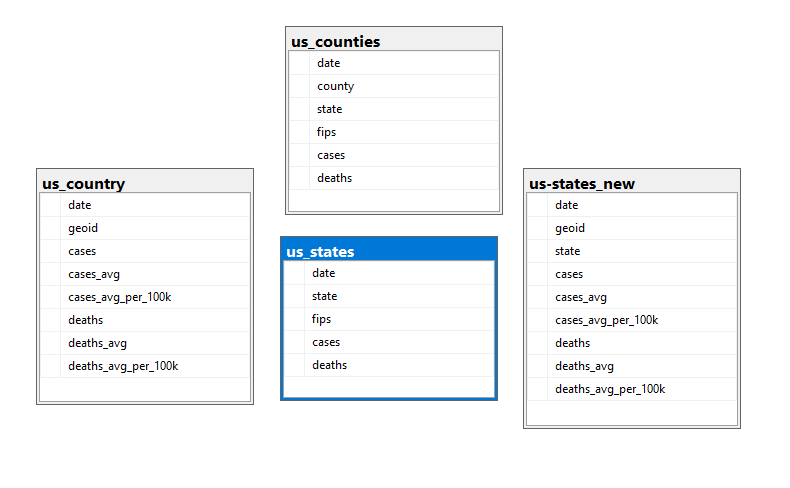 us_counties
date
county
state
fips
cases
deaths
us_country
date
geoid
cases
cases_avg
cases_avg_per_100k
deaths
deaths_avg
deaths_avg_per_100k
us_states
date
state
fips
cases
deaths
us-states_new
date
geoid
state
cases
cases_avg
cases_avg_per_100k
deaths
deaths_avg
deaths_avg_per_100k